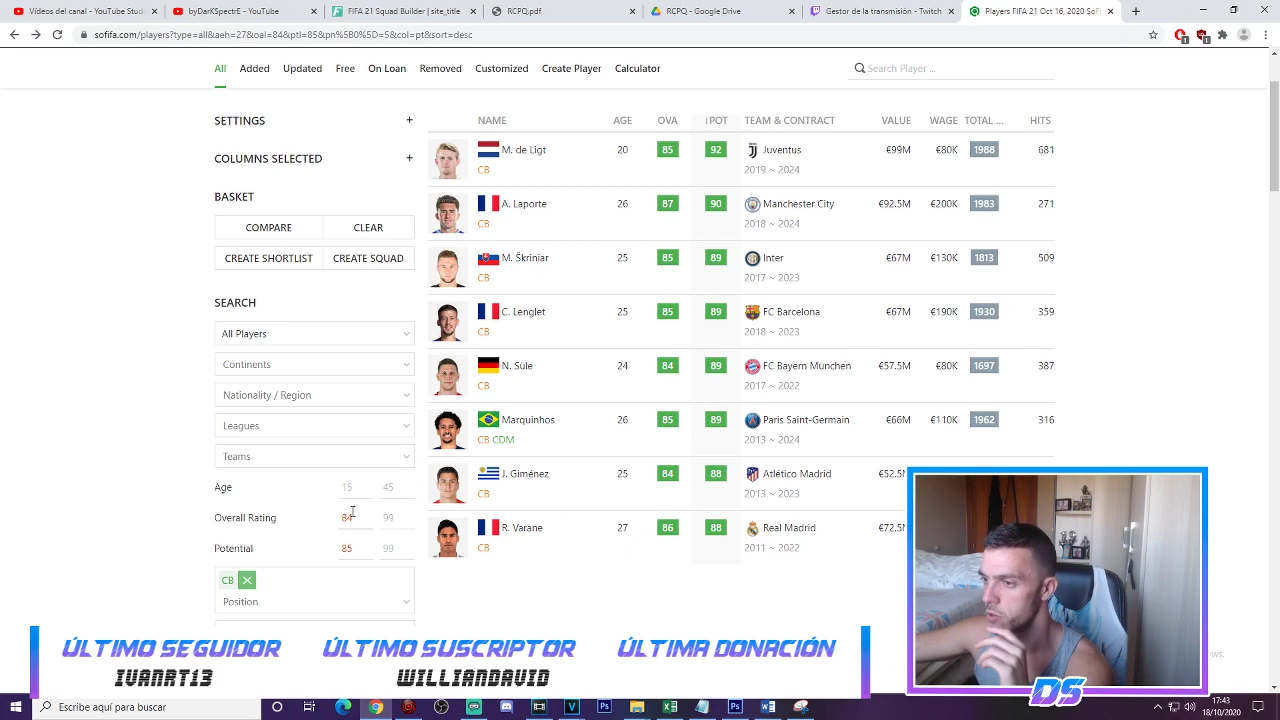 Vídeos del canal - YouTube Studi
byDarkSpectrE - YouTube
FIFA 21 Squad Builder | site_title
RCPQ.pdf
RCPQ – Google Drive
Gestor de la transmisión - Twitch
Players FIFA 21 Sep 16, 2020 SoF
sofifa.com/players?type=all&aeh=27&oal=84&ptl=85&pn%5B0%5D=5&col=pt&sort=desc
All Added Updated Free On Loan Removed Customized Create Player Calculator
Search Player ...
SETTINGS +
COLUMNS SELECTED +
BASKET
COMPARE CLEAR
CREATE SHORTLIST CREATE SQUAD
SEARCH
All Players
Continents
Nationality / Region
Leagues
Teams
Age 15 45
Overall Rating 84
Potential 85 99
CB ×
Position
NAME AGE OVA ↓POT TEAM & CONTRACT VALUE WAGE TOTAL ... HITS
M. de Ligt 20 85 92 Juventus €99M €80K 1988 681
CB 2019 ~ 2024
A. Laporte 26 87 90 Manchester City €92.5M €200K 1983 271
CB 2018 ~ 2024
M. Škriniar 25 85 89 Inter €67M €130K 1813 509
CB 2017 ~ 2023
C. Lenglet 25 85 89 FC Barcelona €67M €190K 1930 359
CB 2018 ~ 2023
N. Süle 24 84 89 FC Bayern München €57.5M €80K 1697 387
CB 2017 ~ 2022
Marquinhos 26 85 89 Paris Saint-Germain €66M €110K 1962 316
CB CDM 2013 ~ 2024
J. Giménez 25 84 88 Atlético Madrid €52.5
CB 2013 ~ 2023
R. Varane 27 86 88 Real Madrid €72.5
CB 2011 ~ 2022
ws.
ÚLTIMO SEGUIDOR ÚLTIMO SUSCRIPTOR ÚLTIMA DONACIÓN
IVANRT13 WILLIANDAVID
DS
Escribe aquí para buscar
17:43
18/10/2020